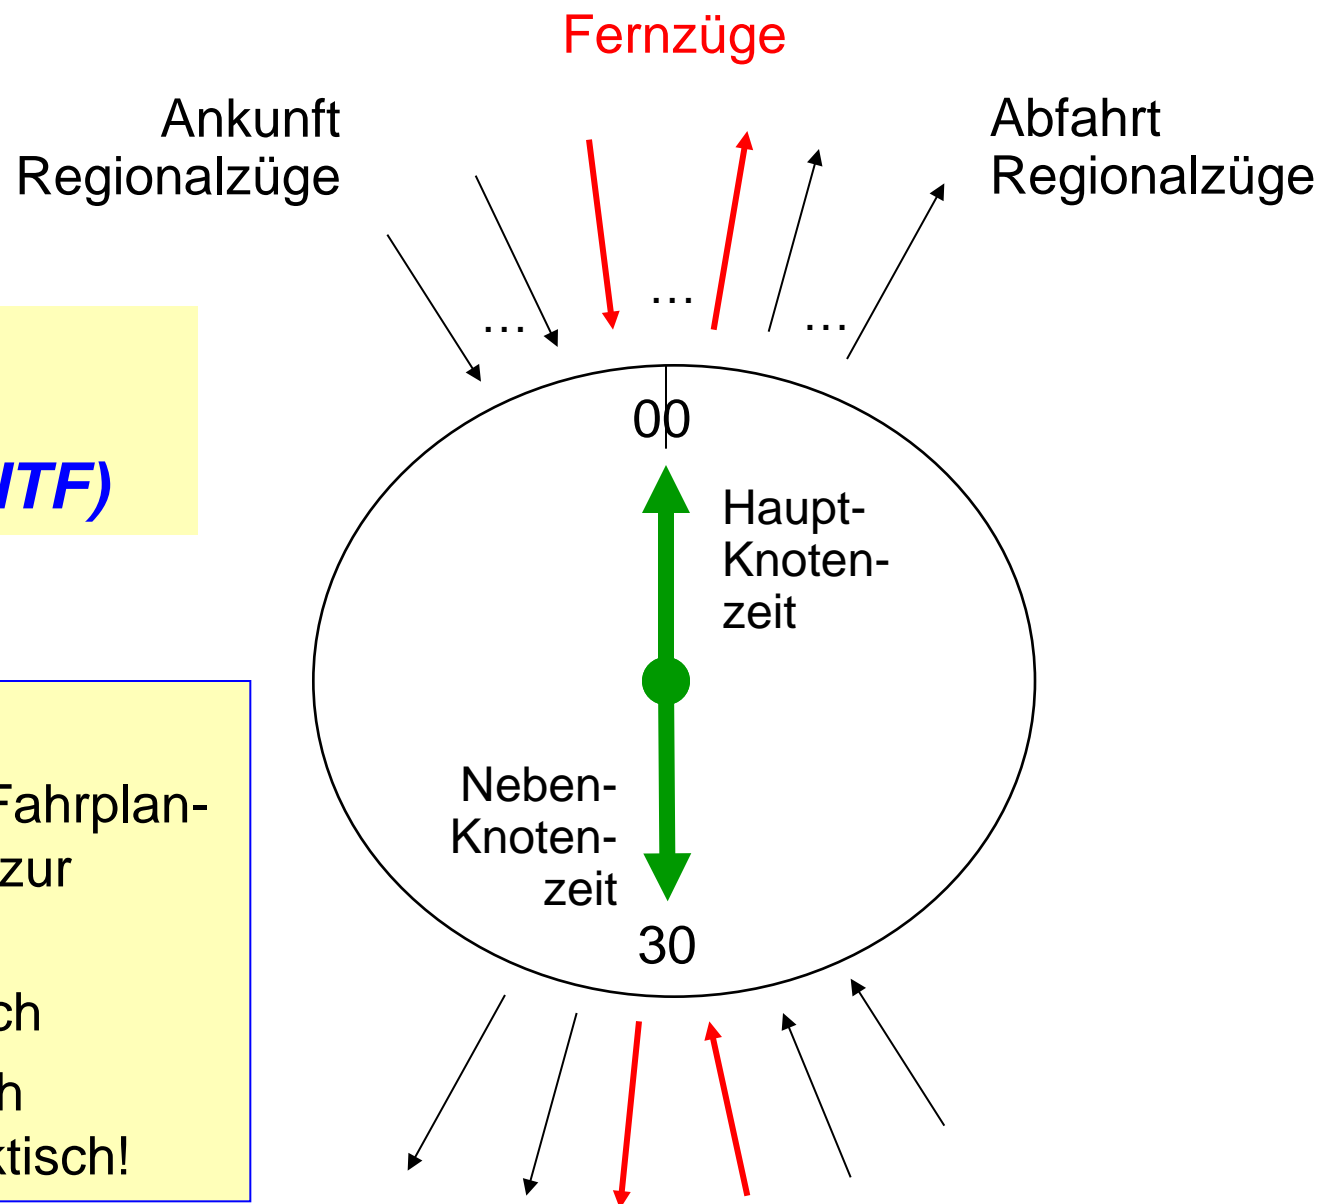 Fernzüge
Ankunft
Regionalzüge
Abfahrt
Regionalzüge
...
...
...
ITF)
00
Haupt-
Knoten-
zeit
Neben-
Knoten-
zeit
30
Fahrplan-
zur
ch
h
ktisch!